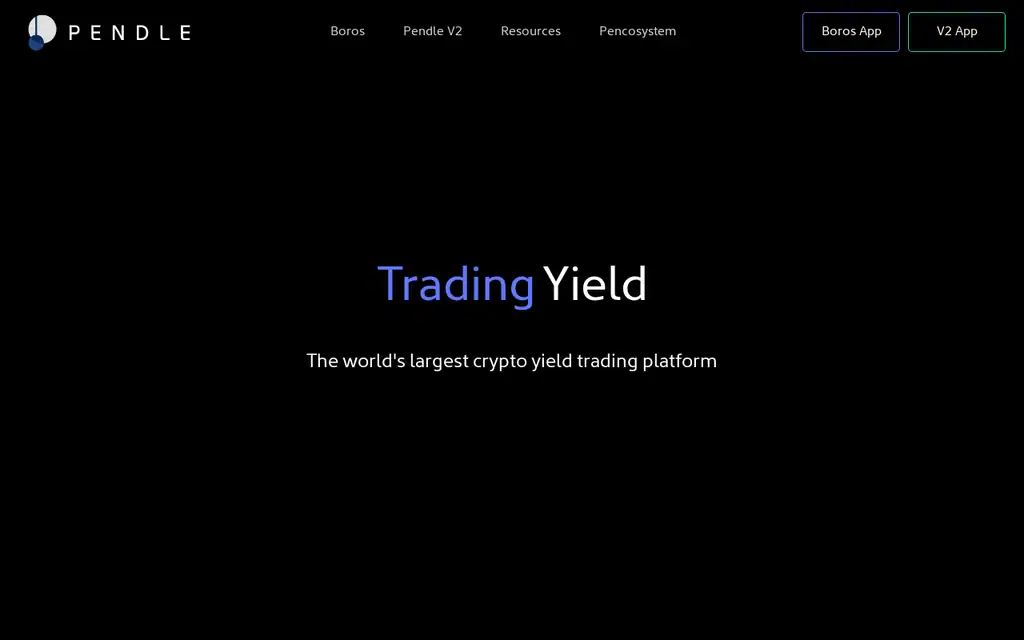 PENDLE
Boros
Pendle V2
Resources
Pencosystem
Boros App
V2 App
Trading Yield
The world's largest crypto yield trading platform